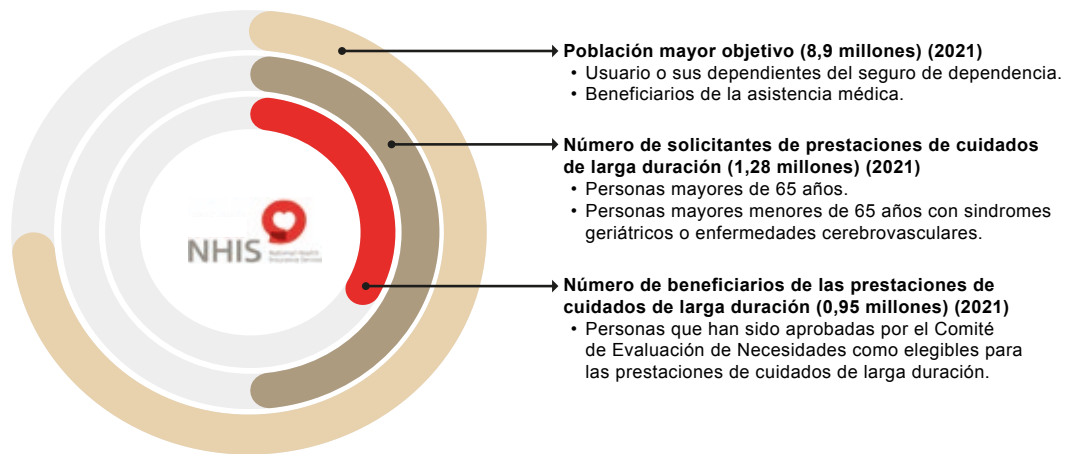 Población mayor objetivo (8,9 millones) (2021)
• Usuario o sus dependientes del seguro de dependencia.
• Beneficiarios de la asistencia médica.
Número de solicitantes de prestaciones de cuidados
de larga duración (1,28 millones) (2021)
• Personas mayores de 65 años.
• Personas mayores menores de 65 años con sindromes
geriátricos o enfermedades cerebrovasculares.
NHIS National Health
Insurance Service
Número de beneficiarios de las prestaciones de
cuidados de larga duración (0,95 millones) (2021)
• Personas que han sido aprobadas por el Comité
de Evaluación de Necesidades como elegibles para
las prestaciones de cuidados de larga duración.